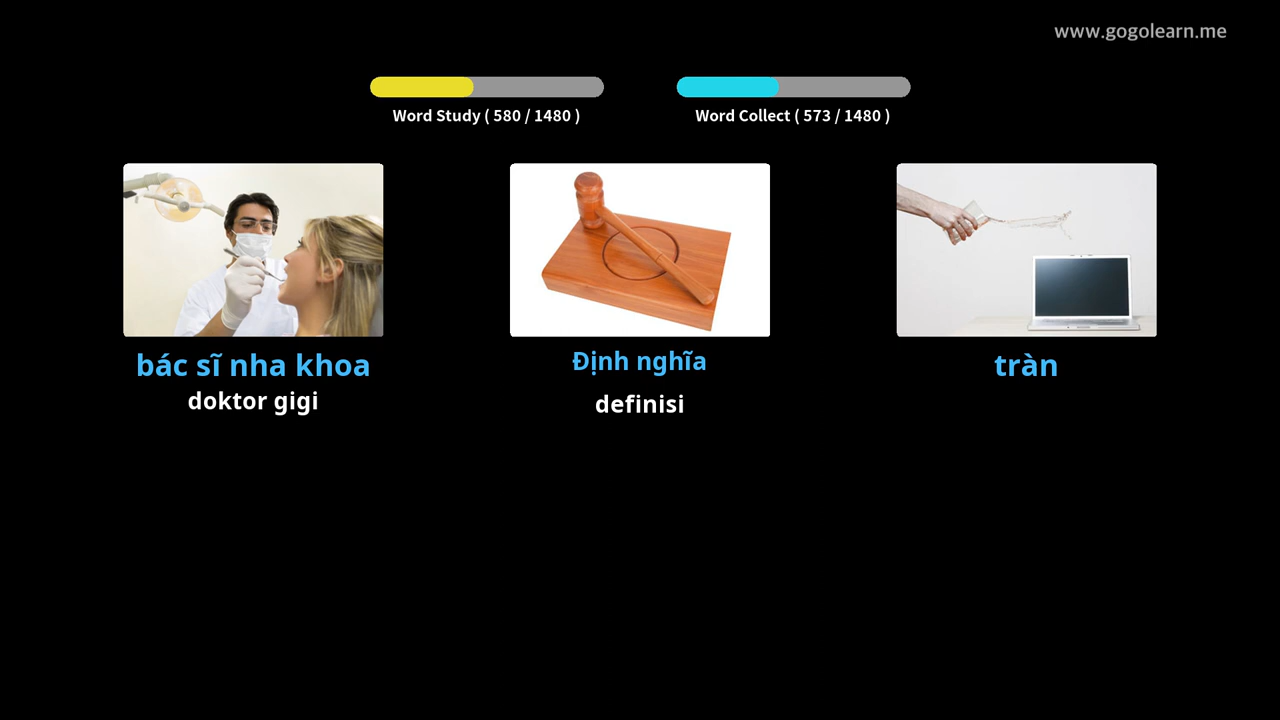 www.gogolearn.me
Word Study ( 580 / 1480 )
Word Collect ( 573 / 1480 )
bác sĩ nha khoa
doktor gigi
Định nghĩa
definisi
tràn